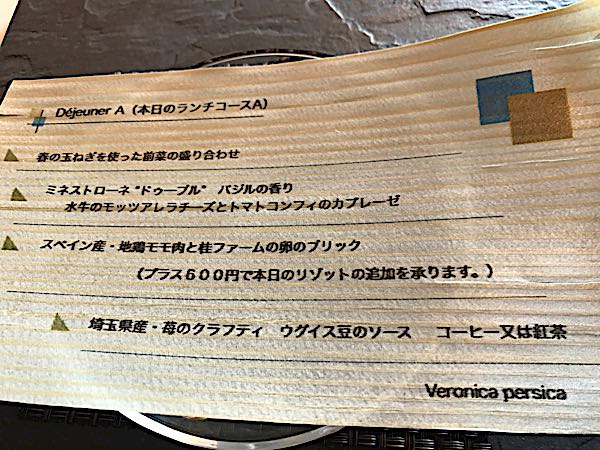 Déjeuner A（本日のランチコースA）
春の玉ねぎを使った前菜の盛り合わせ
ミネストローネ“ドゥーブル” バジルの香り
水牛のモッツアレラチーズとトマトコンフィのカプレーゼ
スペイン産・地鶏モモ肉と桂ファームの卵のブリック
（プラス６００円で本日のリゾットの追加を承ります。）
埼玉県産・苺のクラフティ　ウグイス豆のソース　コーヒー又は紅茶
Veronica persica